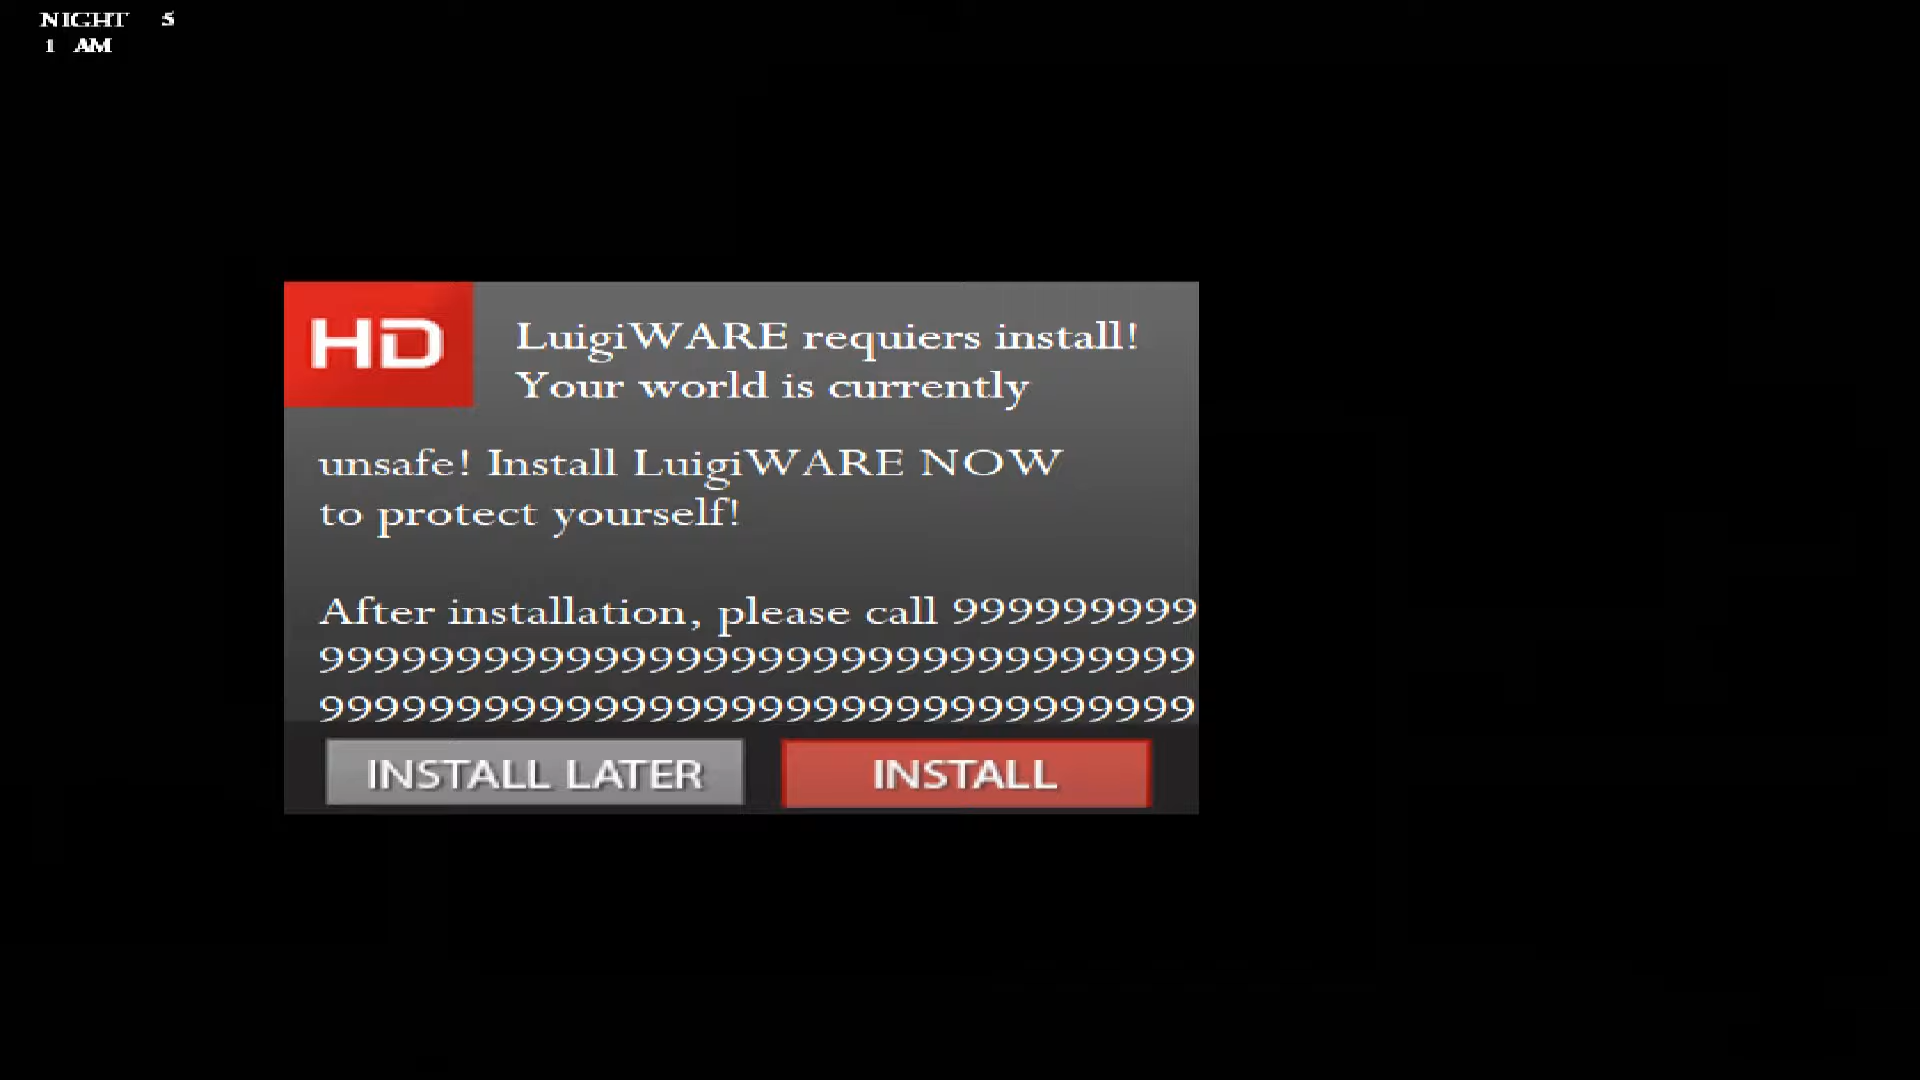 NIGHT 5
1 AM
HD
LuigiWARE requiers install!
Your world is currently
unsafe! Install LuigiWARE NOW
to protect yourself!
After installation, please call 999999999
99999999999999999999999999999999
99999999999999999999999999999999
INSTALL LATER
INSTALL